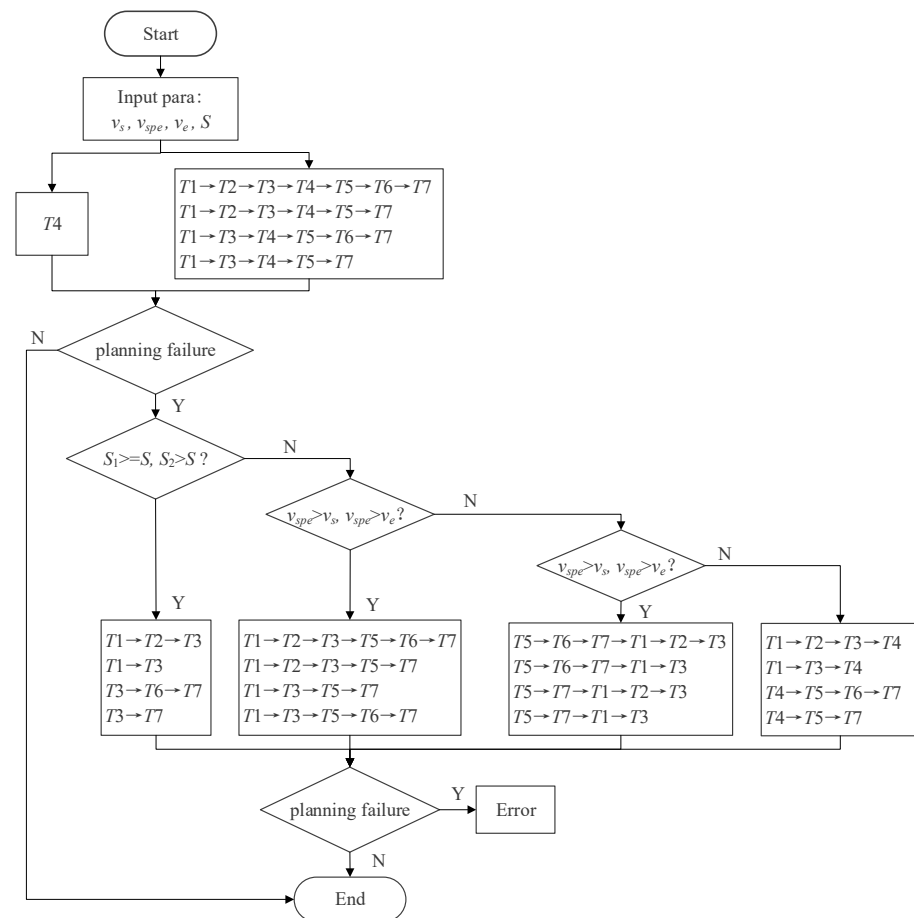 Start
Input para:
vs, vspe, ve, S
T4
T1→T2→T3→T4→T5→T6→T7
T1→T2→T3→T4→T5→T7
T1→T3→T4→T5→T6→T7
T1→T3→T4→T5→T7
N
planning failure
Y
S1>=S, S2>S?
N
vspe>vs, vspe>ve?
N
vspe>vs, vspe>ve?
N
Y
Y
Y
T1→T2→T3
T1→T3
T3→T6→T7
T3→T7
T1→T2→T3→T5→T6→T7
T1→T2→T3→T5→T7
T1→T3→T5→T7
T1→T3→T5→T6→T7
T5→T6→T7→T1→T2→T3
T5→T6→T7→T1→T3
T5→T7→T1→T2→T3
T5→T7→T1→T3
T1→T2→T3→T4
T1→T3→T4
T4→T5→T6→T7
T4→T5→T7
planning failure
Y
Error
N
End